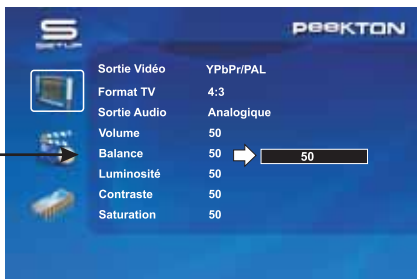 S
SETUP
PEEKTON
Sortie Vidéo YPbPr/PAL
Format TV 4:3
Sortie Audio Analogique
Volume 50
Balance 50 50
Luminosité 50
Contraste 50
Saturation 50